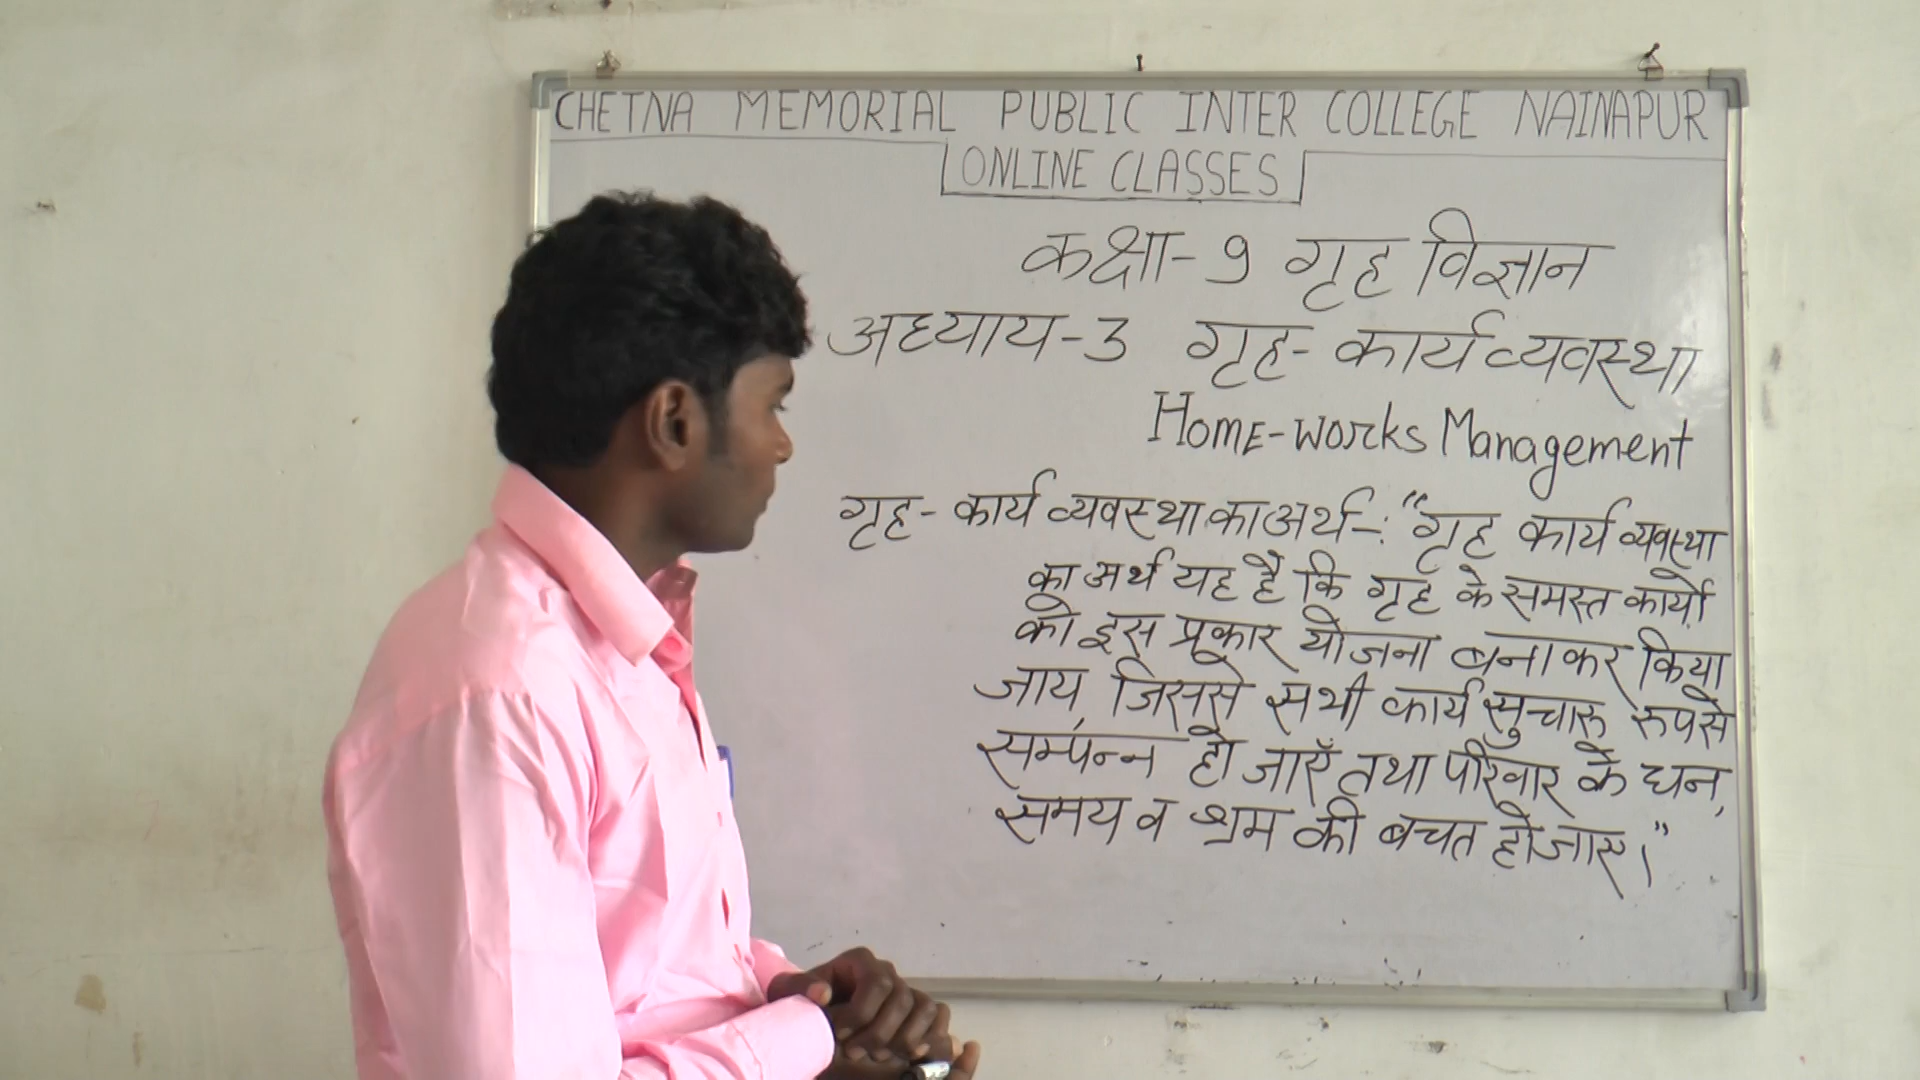 CHETNA MEMORIAL PUBLIC INTER COLLEGE NAINAPUR
ONLINE CLASSES
कक्षा-9 गृह विज्ञान
अध्याय-3 गृह-कार्य व्यवस्था
HOME-WORKS Management
गृह-कार्य व्यवस्था का अर्थ-: "गृह कार्य व्यवस्था
का अर्थ यह है कि गृह के समस्त कार्यों
को इस प्रकार योजना बनाकर किया
जाय, जिससे सभी कार्य सुचारू रुप से
सम्पन्न हो जाएँ तथा परिवार के धन,
समय व श्रम की बचत हो जाए।"